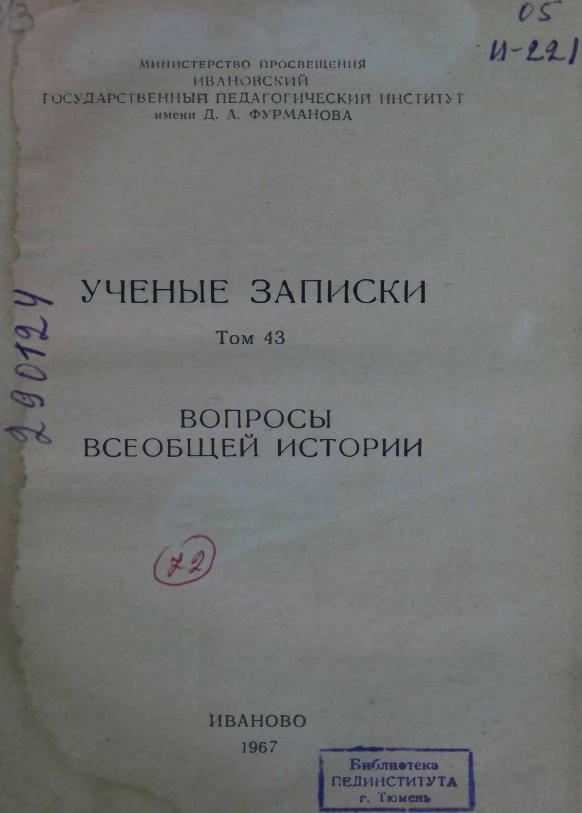 05
И-221
МИНИСТЕРСТВО ПРОСВЕЩЕНИЯ
ИВАНОВСКИЙ
ГОСУДАРСТВЕННЫЙ ПЕДАГОГИЧЕСКИЙ ИНСТИТУТ
имени Д. А. ФУРМАНОВА
УЧЕНЫЕ ЗАПИСКИ
Том 43
290124
ВОПРОСЫ
ВСЕОБЩЕЙ ИСТОРИИ
72
ИВАНОВО
1967
Библиотека
ПЕДИНСТИТУТА
г. Тюмень